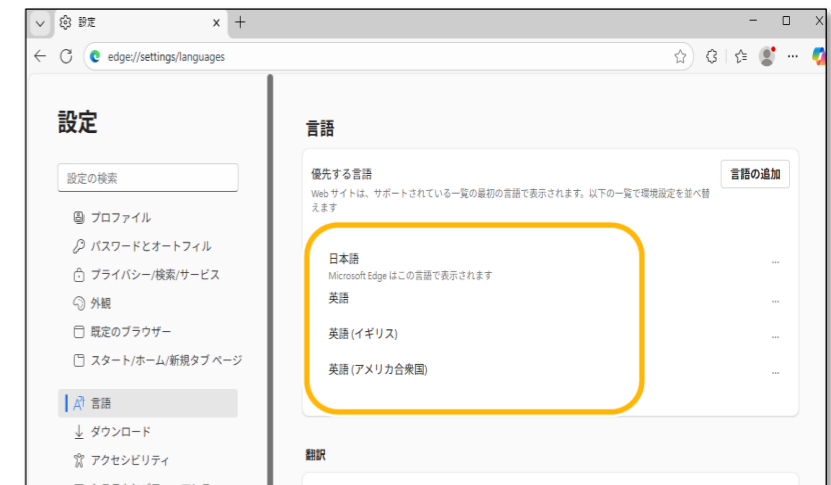 設定
edge://settings/languages
設定
設定の検索
プロファイル
パスワードとオートフィル
プライバシー/検索/サービス
外観
既定のブラウザー
スタート/ホーム/新規タブ ページ
言語
ダウンロード
アクセシビリティ
言語
優先する言語
言語の追加
Web サイトは、サポートされている一覧の最初の言語で表示されます。以下の一覧で環境設定を並べ替
えます
日本語
Microsoft Edge はこの言語で表示されます
英語
英語 (イギリス)
英語 (アメリカ合衆国)
翻訳